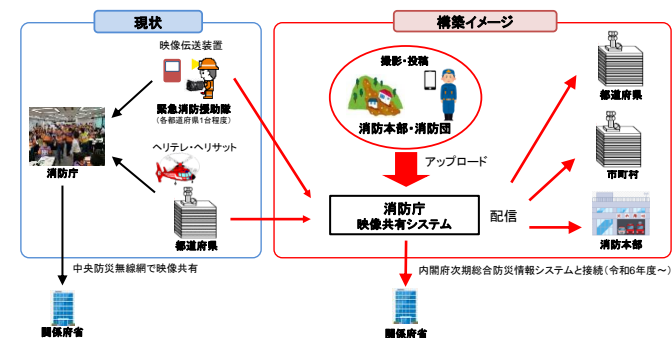 現状
映像伝送装置
緊急消防援助隊
(各都道府県1台程度)
消防庁
ヘリテレ・ヘリサット
都道府県
中央防災無線網で映像共有
関係府省
構築イメージ
撮影・投稿
消防本部・消防団
アップロード
消防庁
映像共有システム
配信
都道府県
市町村
消防本部
内閣府次期総合防災情報システムと接続(令和6年度~)
関係府省